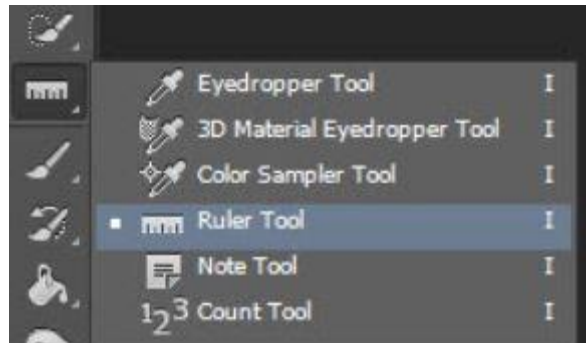 Eyedropper Tool I
3D Material Eyedropper Tool I
Color Sampler Tool I
Ruler Tool I
Note Tool I
123 Count Tool I